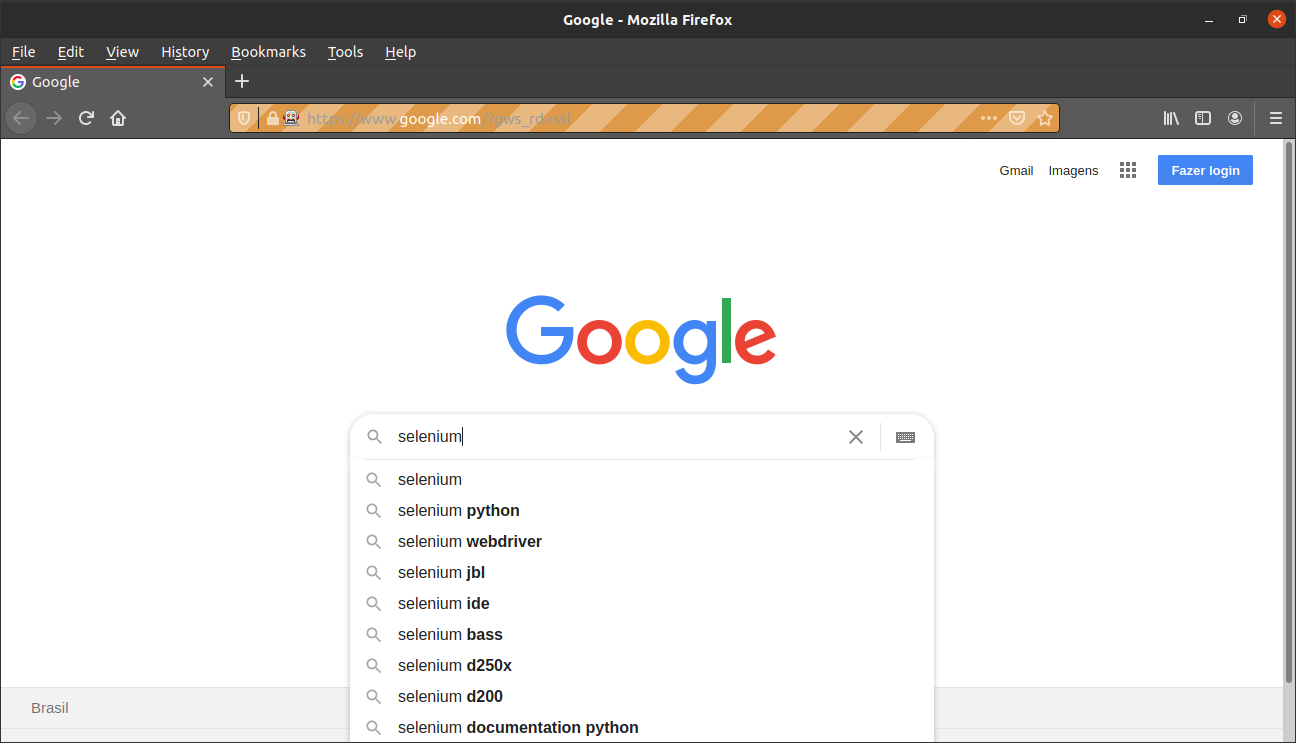 Google - Mozilla Firefox
File Edit View History Bookmarks Tools Help
Google
https://www.google.com/?gws_rd=ssl
Gmail Imagens Fazer login
Google
selenium
selenium
selenium python
selenium webdriver
selenium jbl
selenium ide
selenium bass
selenium d250x
selenium d200
selenium documentation python
Brasil